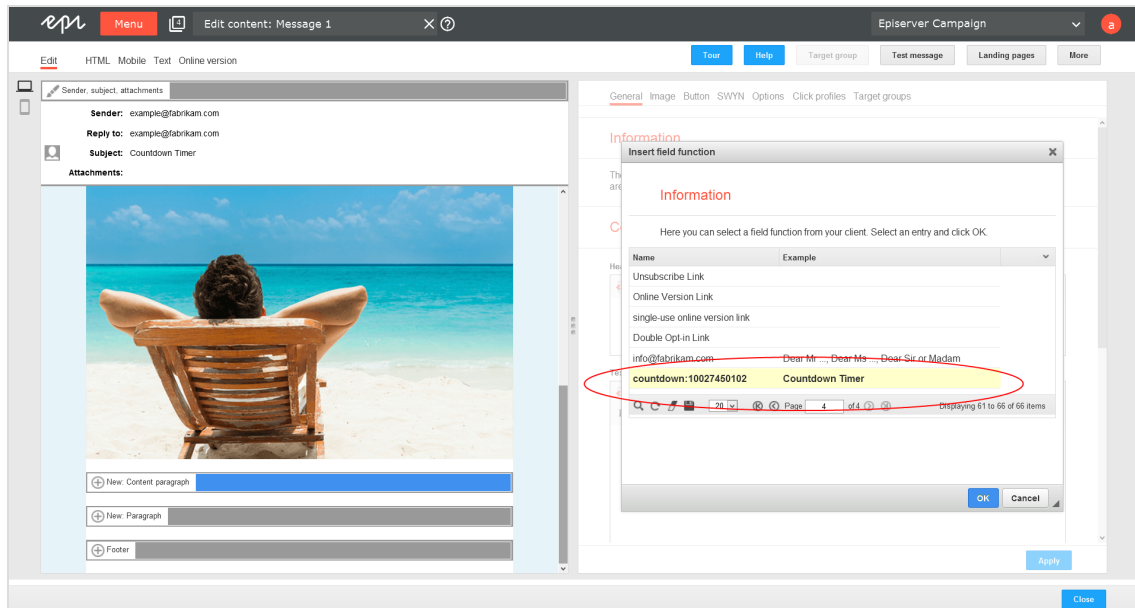 epi Menu 4 Edit content: Message 1 Episerver Campaign a
Edit HTML Mobile Text Online version Tour Help Target group Test message Landing pages More
Sender, subject, attachments
Sender: example@fabrikam.com
Reply to: example@fabrikam.com
Subject: Countdown Timer
Attachments:
New: Content paragraph
New: Paragraph
Footer
General Image Button SWYN Options Click profiles Target groups
Information
Insert field function
Information
Here you can select a field function from your client. Select an entry and click OK.
Name Example
Unsubscribe Link
Online Version Link
single-use online version link
Double Opt-in Link
info@fabrikam.com Dear Mr ..., Dear Ms ..., Dear Sir or Madam
countdown:10027450102 Countdown Timer
20 Page 4 of 4 Displaying 61 to 66 of 66 items
OK Cancel
Apply
Close